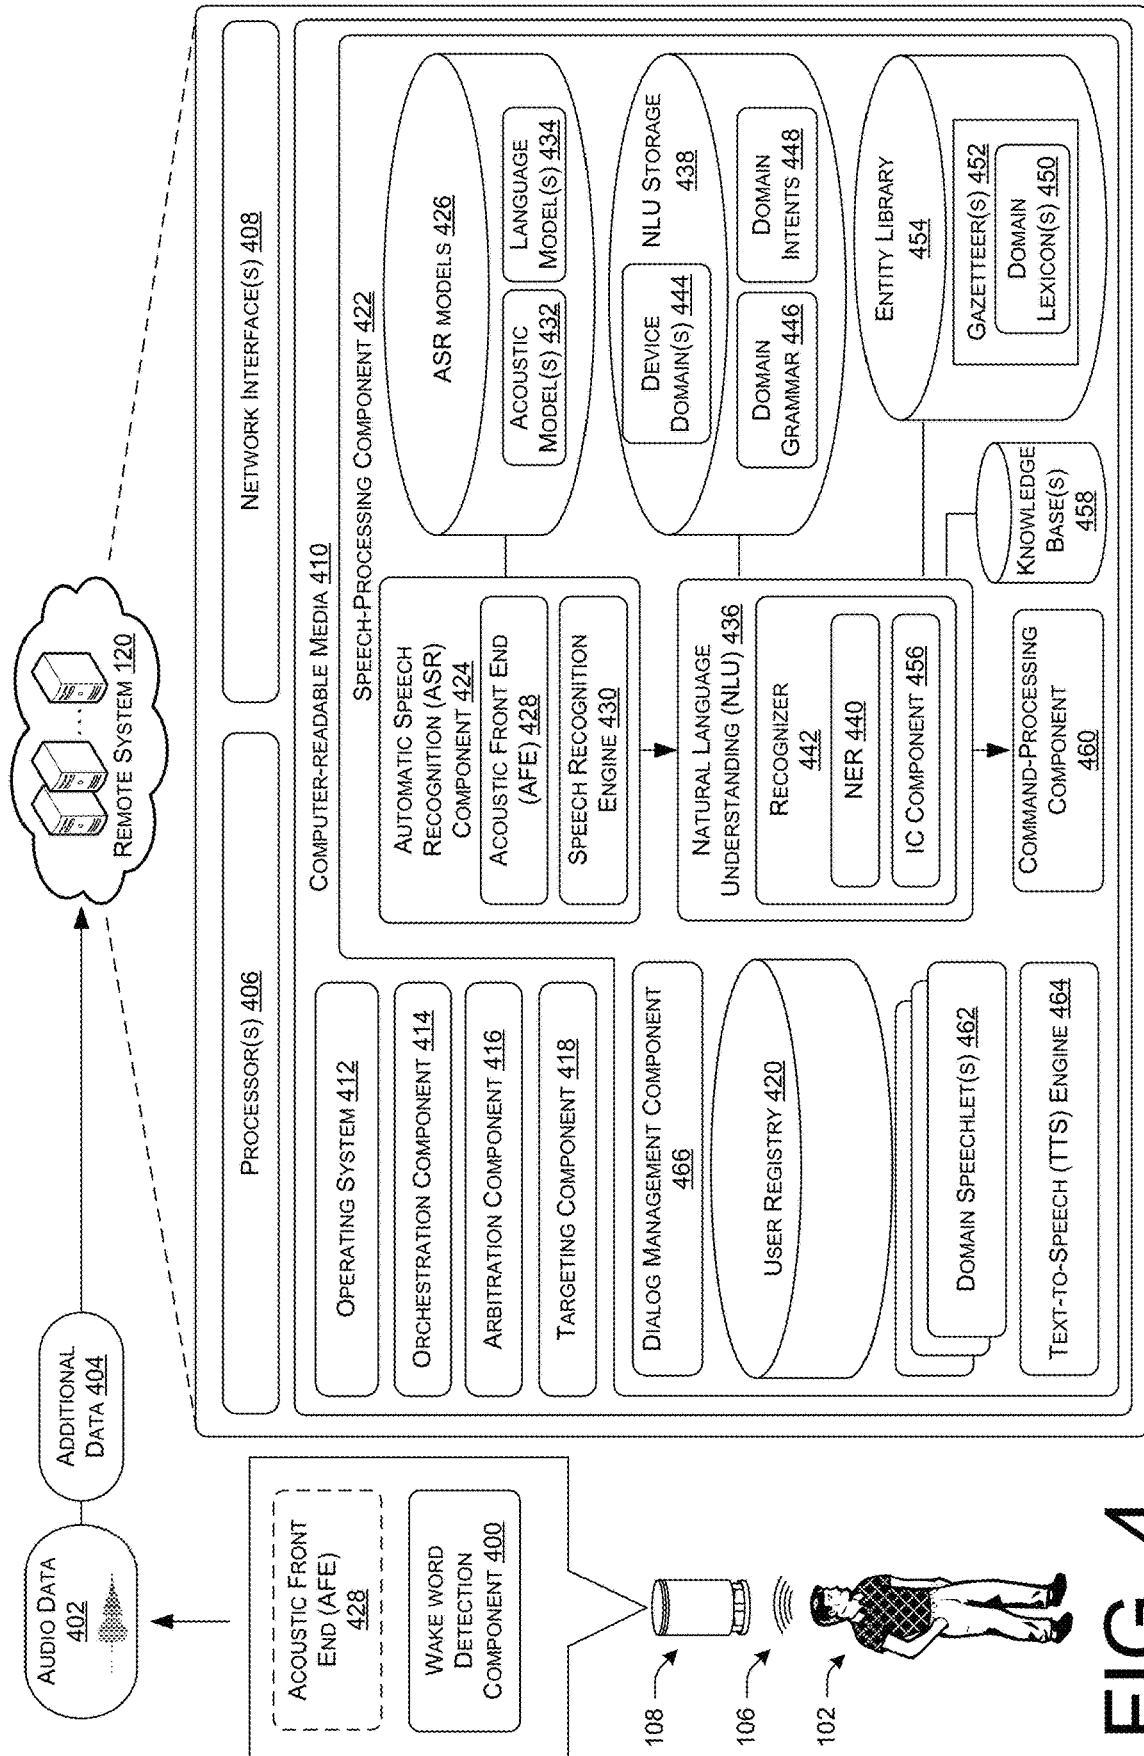 AUDIO DATA
402
ADDITIONAL
DATA 404
REMOTE SYSTEM 120
ACOUSTIC FRONT
END (AFE)
428
WAKE WORD
DETECTION
COMPONENT 400
108
106
102
PROCESSOR(S) 406
NETWORK INTERFACE(S) 408
COMPUTER-READABLE MEDIA 410
OPERATING SYSTEM 412
ORCHESTRATION COMPONENT 414
ARBITRATION COMPONENT 416
TARGETING COMPONENT 418
SPEECH-PROCESSING COMPONENT 422
AUTOMATIC SPEECH
RECOGNITION (ASR)
COMPONENT 424
ACOUSTIC FRONT END
(AFE) 428
SPEECH RECOGNITION
ENGINE 430
ASR MODELS 426
ACOUSTIC
MODEL(S) 432
LANGUAGE
MODEL(S) 434
NATURAL LANGUAGE
UNDERSTANDING (NLU) 436
RECOGNIZER
442
NER 440
IC COMPONENT 456
NLU STORAGE
438
DEVICE
DOMAIN(S) 444
DOMAIN
GRAMMAR 446
DOMAIN
INTENTS 448
ENTITY LIBRARY
454
GAZETTEER(S) 452
DOMAIN
LEXICON(S) 450
KNOWLEDGE
BASE(S)
458
COMMAND-PROCESSING
COMPONENT
460
DIALOG MANAGEMENT COMPONENT
466
USER REGISTRY 420
DOMAIN SPEECHLET(S) 462
TEXT-TO-SPEECH (TTS) ENGINE 464
FIG. 4